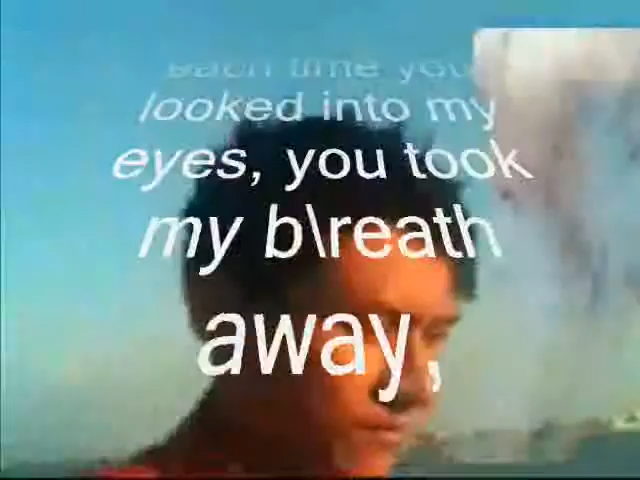 each time you
looked into my
eyes, you took
my b\reath
away,